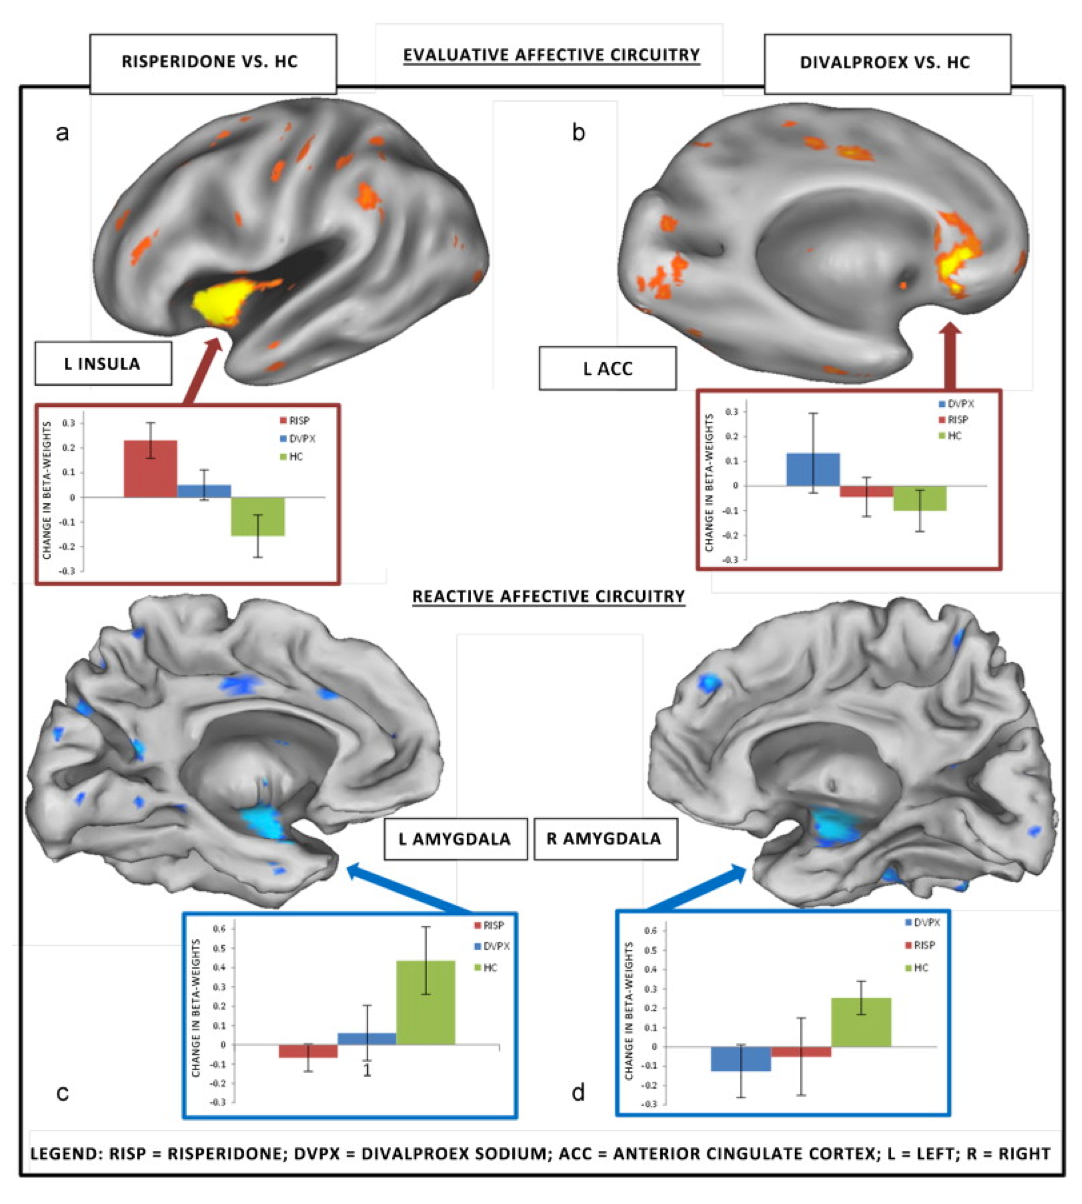 RISPERIDONE VS. HC
EVALUATIVE AFFECTIVE CIRCUITRY
DIVALPROEX VS. HC
a
b
L INSULA
L ACC
CHANGE IN BETA-WEIGHTS
0.3
0.2
0.1
0
-0.1
-0.2
-0.3
RISP
DVPX
HC
CHANGE IN BETA-WEIGHTS
0.3
0.2
0.1
0
-0.1
-0.2
-0.3
DVPX
RISP
HC
REACTIVE AFFECTIVE CIRCUITRY
L AMYGDALA
R AMYGDALA
c
CHANGE IN BETA-WEIGHTS
0.6
0.5
0.4
0.3
0.2
0.1
0
-0.1
-0.2
-0.3
1
RISP
DVPX
HC
d
CHANGE IN BETA-WEIGHTS
0.6
0.5
0.4
0.3
0.2
0.1
0
-0.1
-0.2
-0.3
DVPX
RISP
HC
LEGEND: RISP = RISPERIDONE; DVPX = DIVALPROEX SODIUM; ACC = ANTERIOR CINGULATE CORTEX; L = LEFT; R = RIGHT